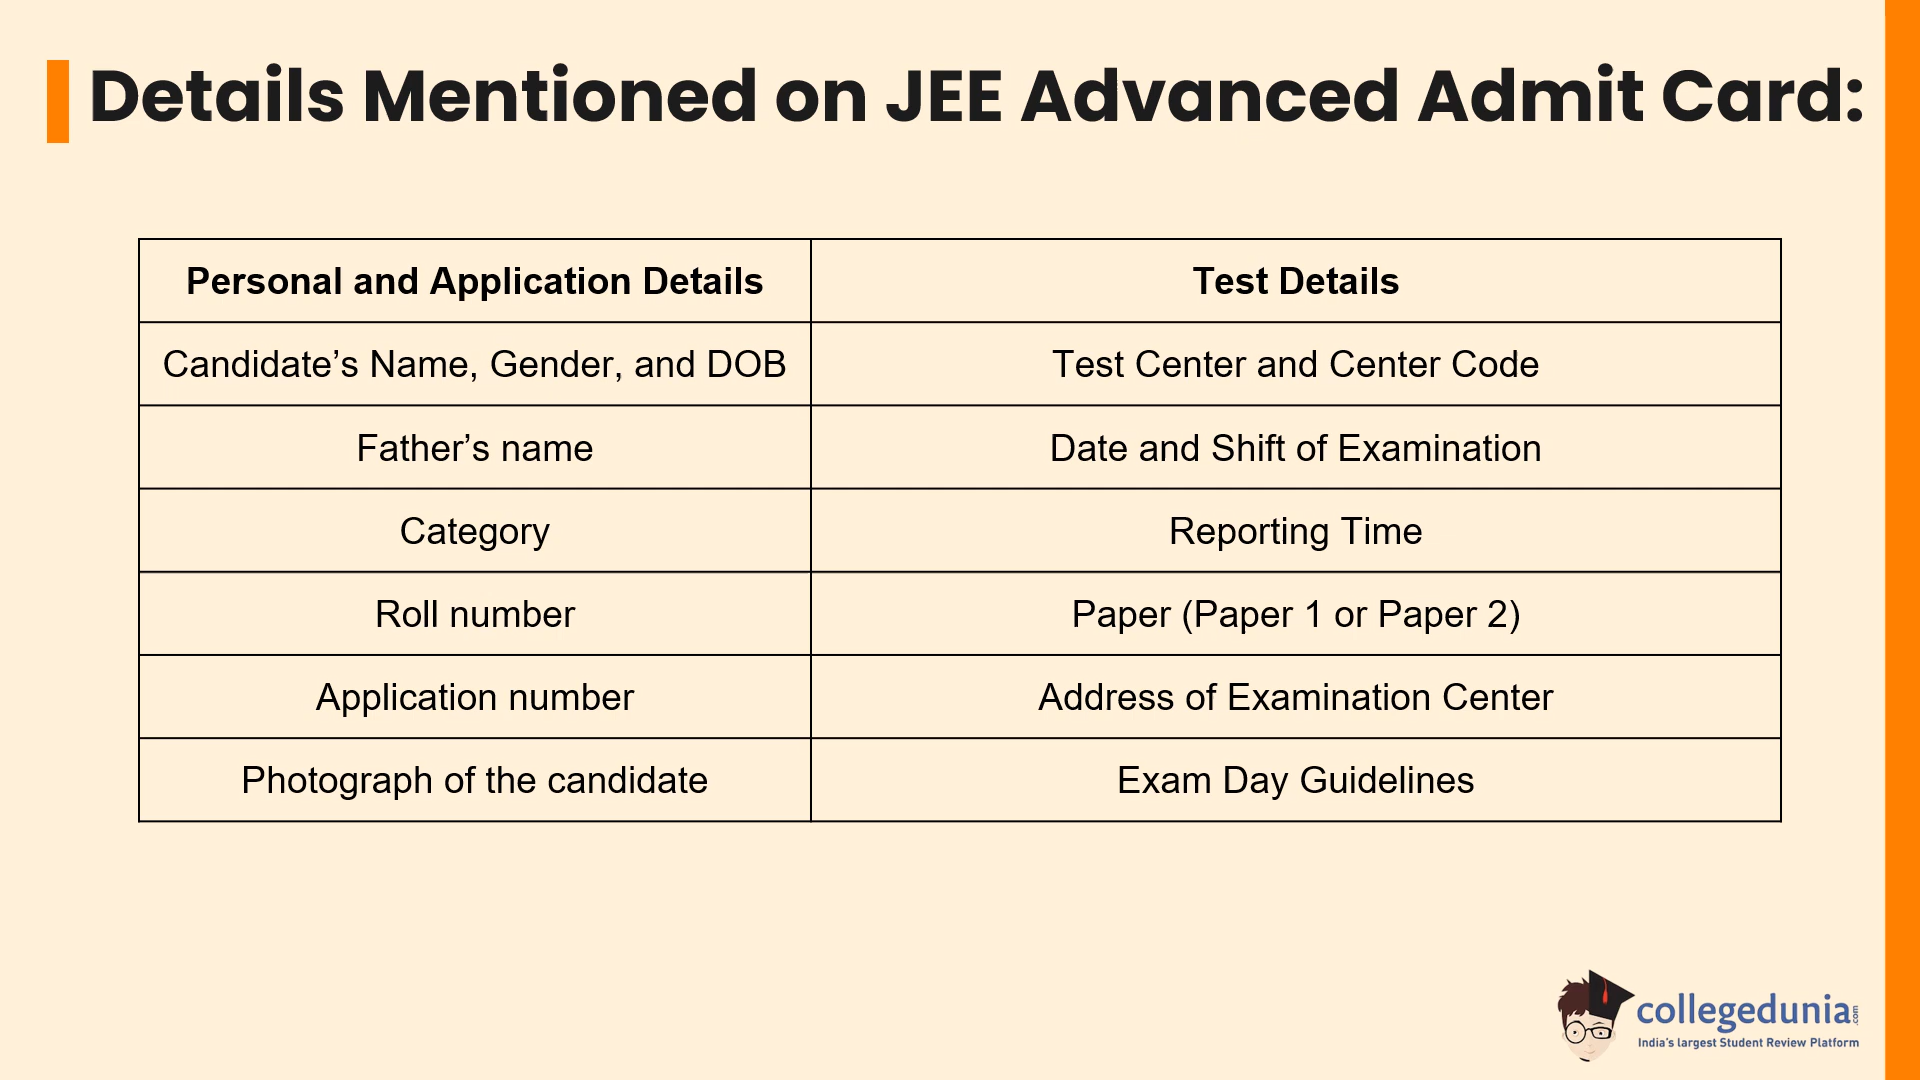 Details Mentioned on JEE Advanced Admit Card:
Personal and Application Details
Test Details
Candidate’s Name, Gender, and DOB
Test Center and Center Code
Father’s name
Date and Shift of Examination
Category
Reporting Time
Roll number
Paper (Paper 1 or Paper 2)
Application number
Address of Examination Center
Photograph of the candidate
Exam Day Guidelines
collegedunia.com
India's largest Student Review Platform